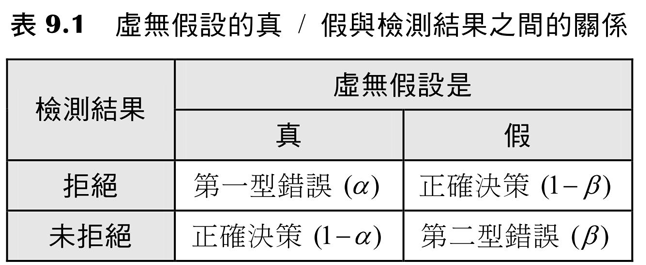 表 9.1 虛無假設的真 / 假與檢測結果之間的關係
檢測結果 虛無假設是
真 假
拒絕 第一型錯誤 (α) 正確決策 (1−β)
未拒絕 正確決策 (1−α) 第二型錯誤 (β)